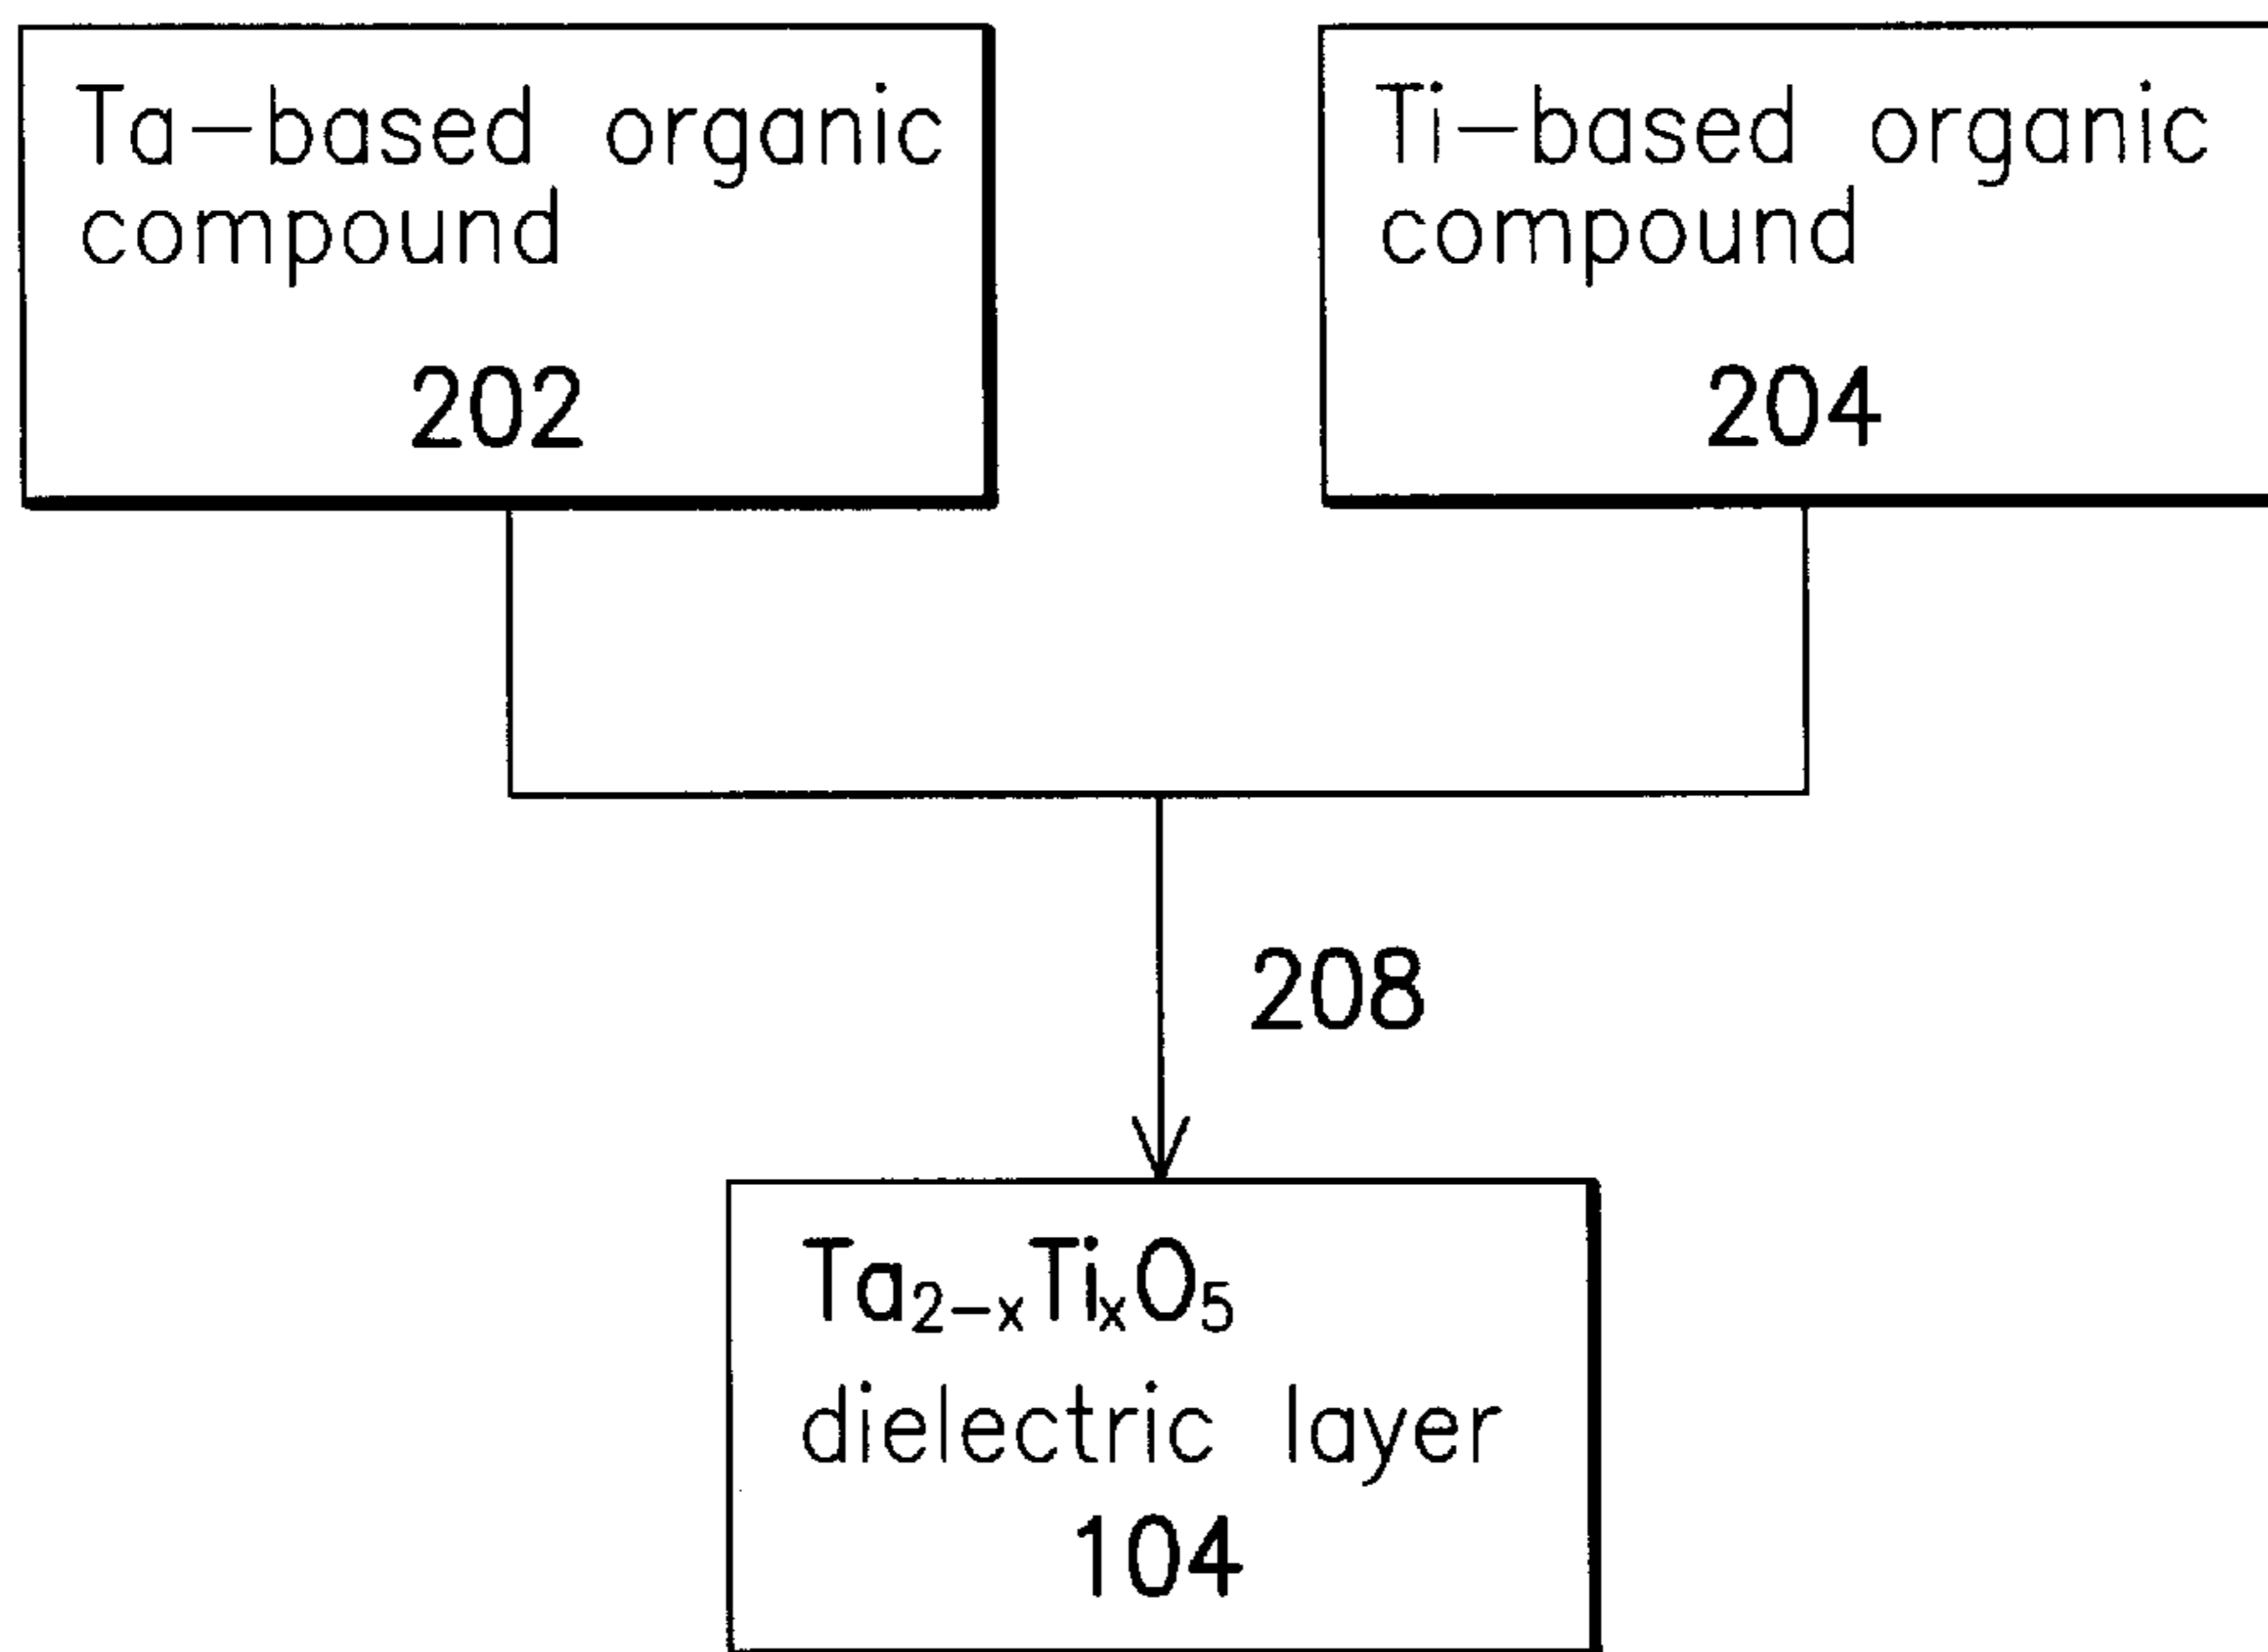 Ta-based organic
compound
202
Ti-based organic
compound
204
208
Ta₂₋ₓTiₓO₅
dielectric layer
104